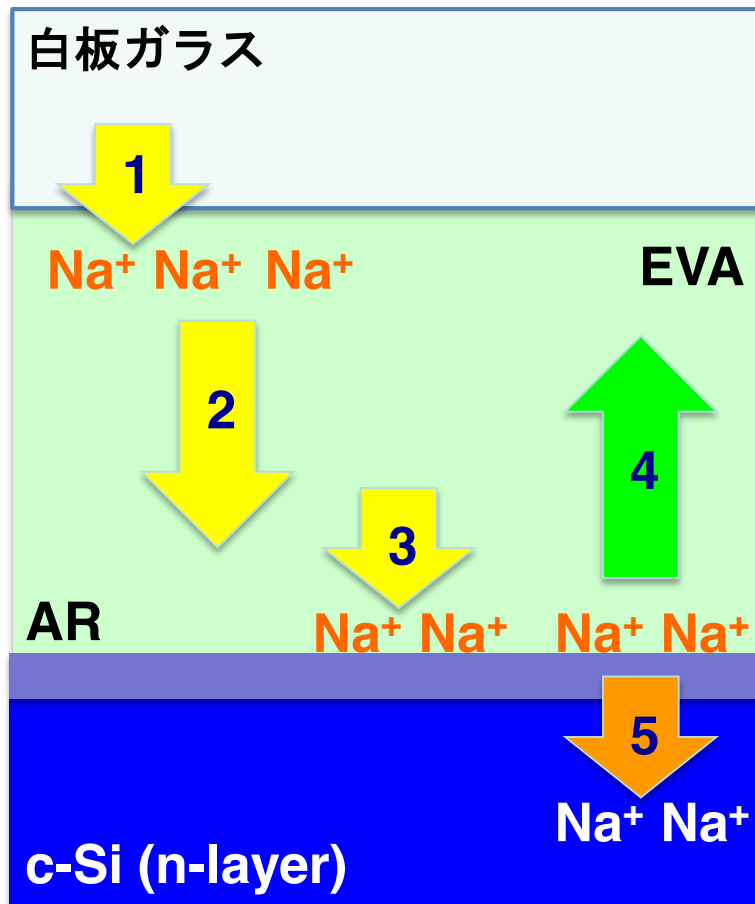 白板ガラス
1
Na⁺ Na⁺ Na⁺
EVA
2
4
3
AR
Na⁺ Na⁺ Na⁺ Na⁺
5
Na⁺ Na⁺
c-Si (n-layer)